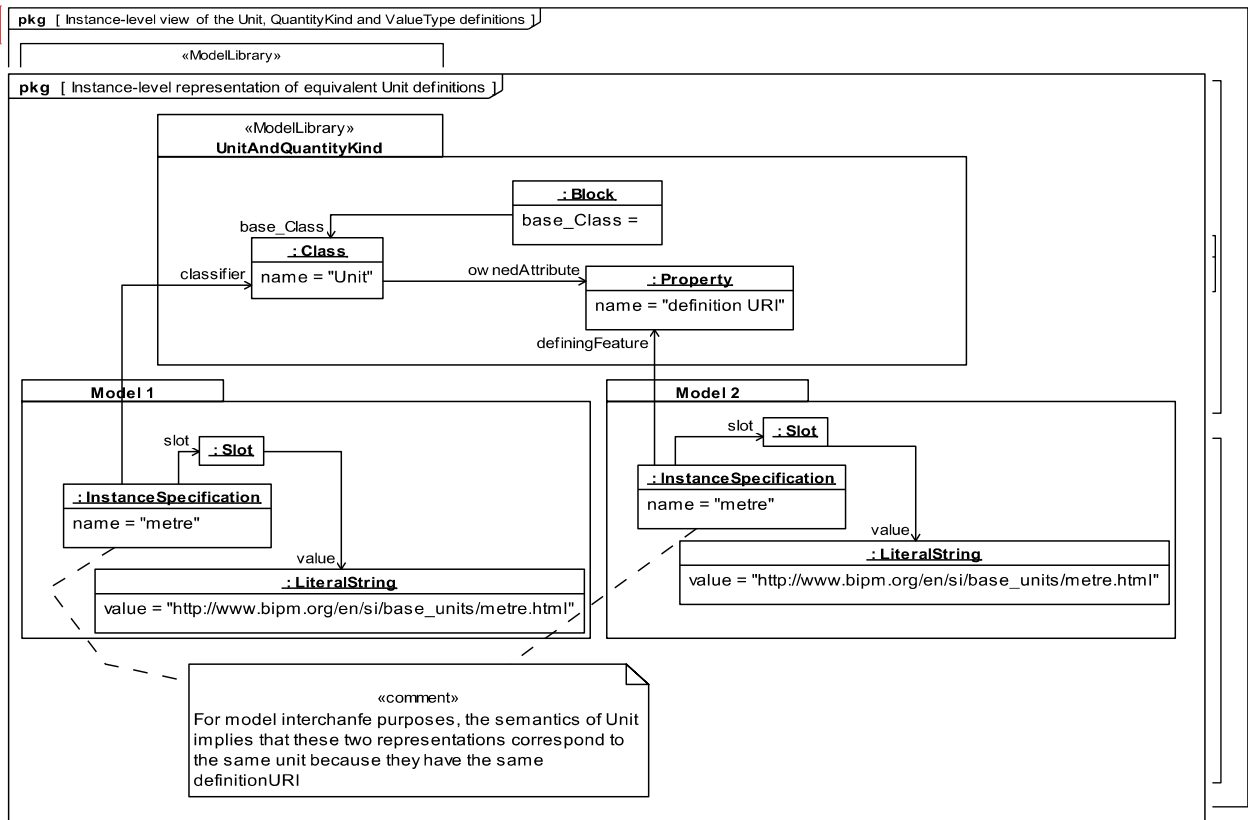 pkg [ Instance-level view of the Unit, QuantityKind and ValueType definitions ]
«ModelLibrary»
pkg [ Instance-level representation of equivalent Unit definitions ]
«ModelLibrary»
UnitAndQuantityKind
: Block
base_Class =
base_Class
: Class
name = "Unit"
classifier
ownedAttribute
: Property
name = "definition URI"
definingFeature
Model 1
slot
: Slot
: InstanceSpecification
name = "metre"
value
: LiteralString
value = "http://www.bipm.org/en/si/base_units/metre.html"
Model 2
slot
: Slot
: InstanceSpecification
name = "metre"
value
: LiteralString
value = "http://www.bipm.org/en/si/base_units/metre.html"
«comment»
For model interchanfe purposes, the semantics of Unit
implies that these two representations correspond to
the same unit because they have the same
definitionURI